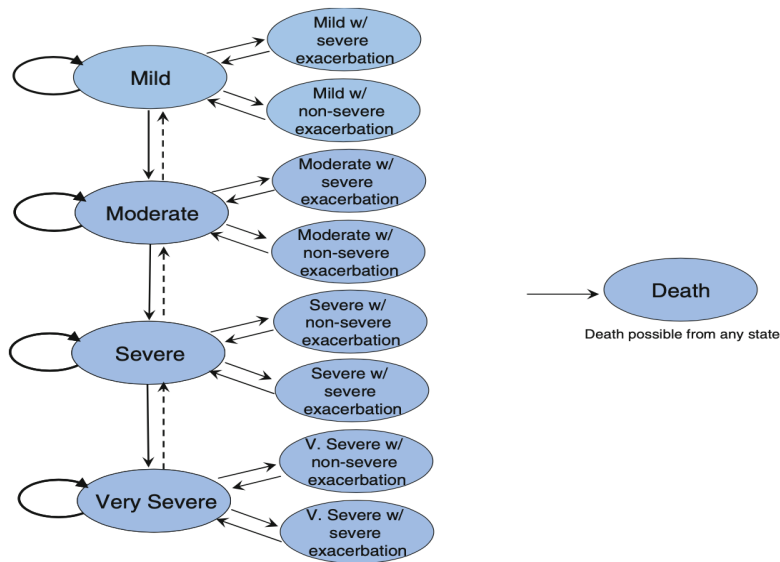 Mild w/
severe
exacerbation
Mild
Mild w/
non-severe
exacerbation
Moderate w/
severe
exacerbation
Moderate
Moderate w/
non-severe
exacerbation
Severe w/
non-severe
exacerbation
Severe
Severe w/
severe
exacerbation
V. Severe w/
non-severe
exacerbation
Very Severe
V. Severe w/
severe
exacerbation
Death
Death possible from any state